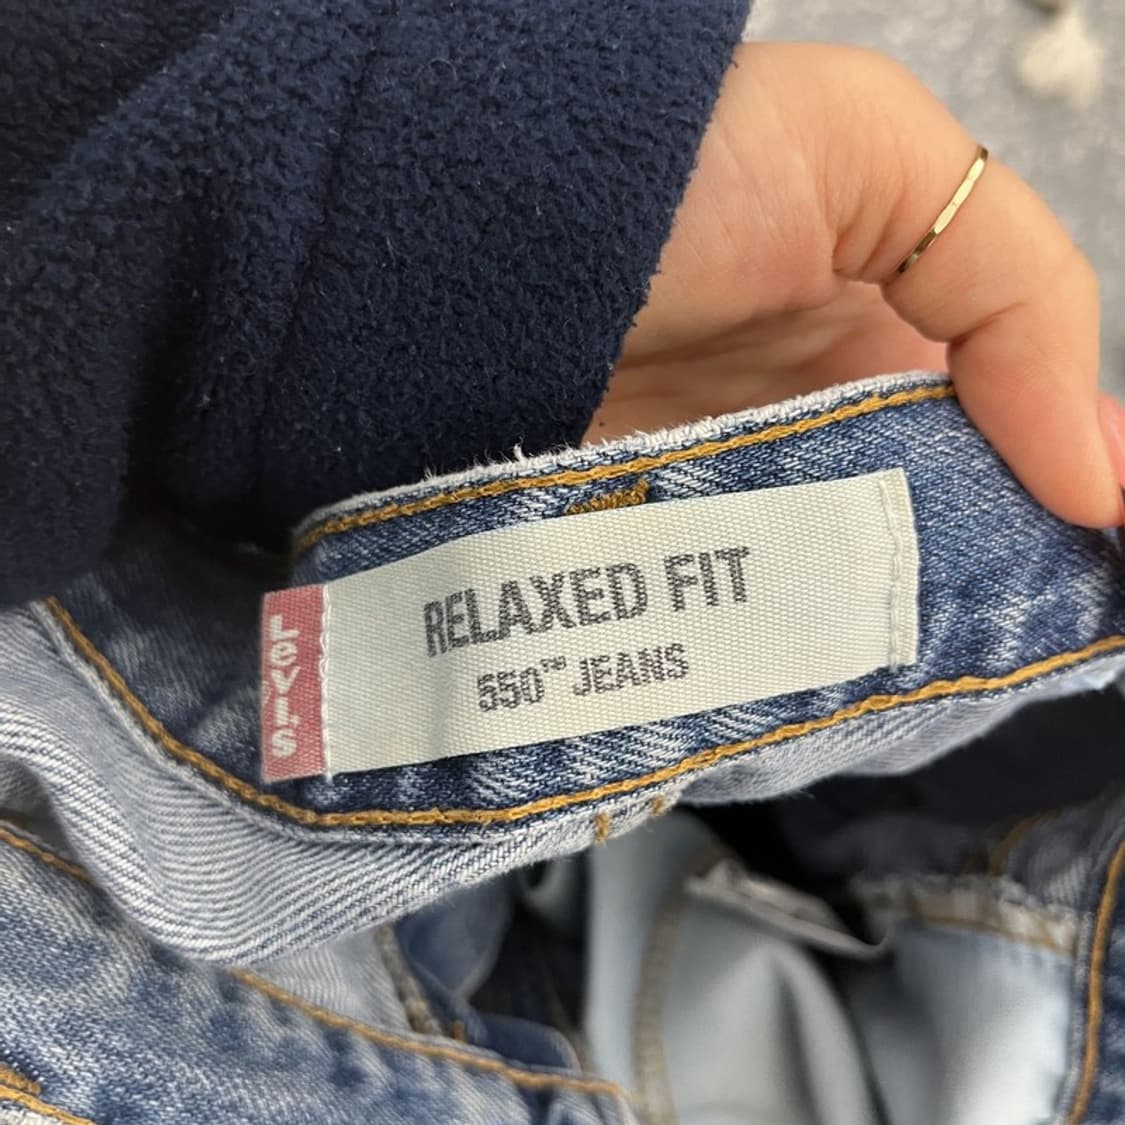 Levi's
RELAXED FIT
550™ JEANS